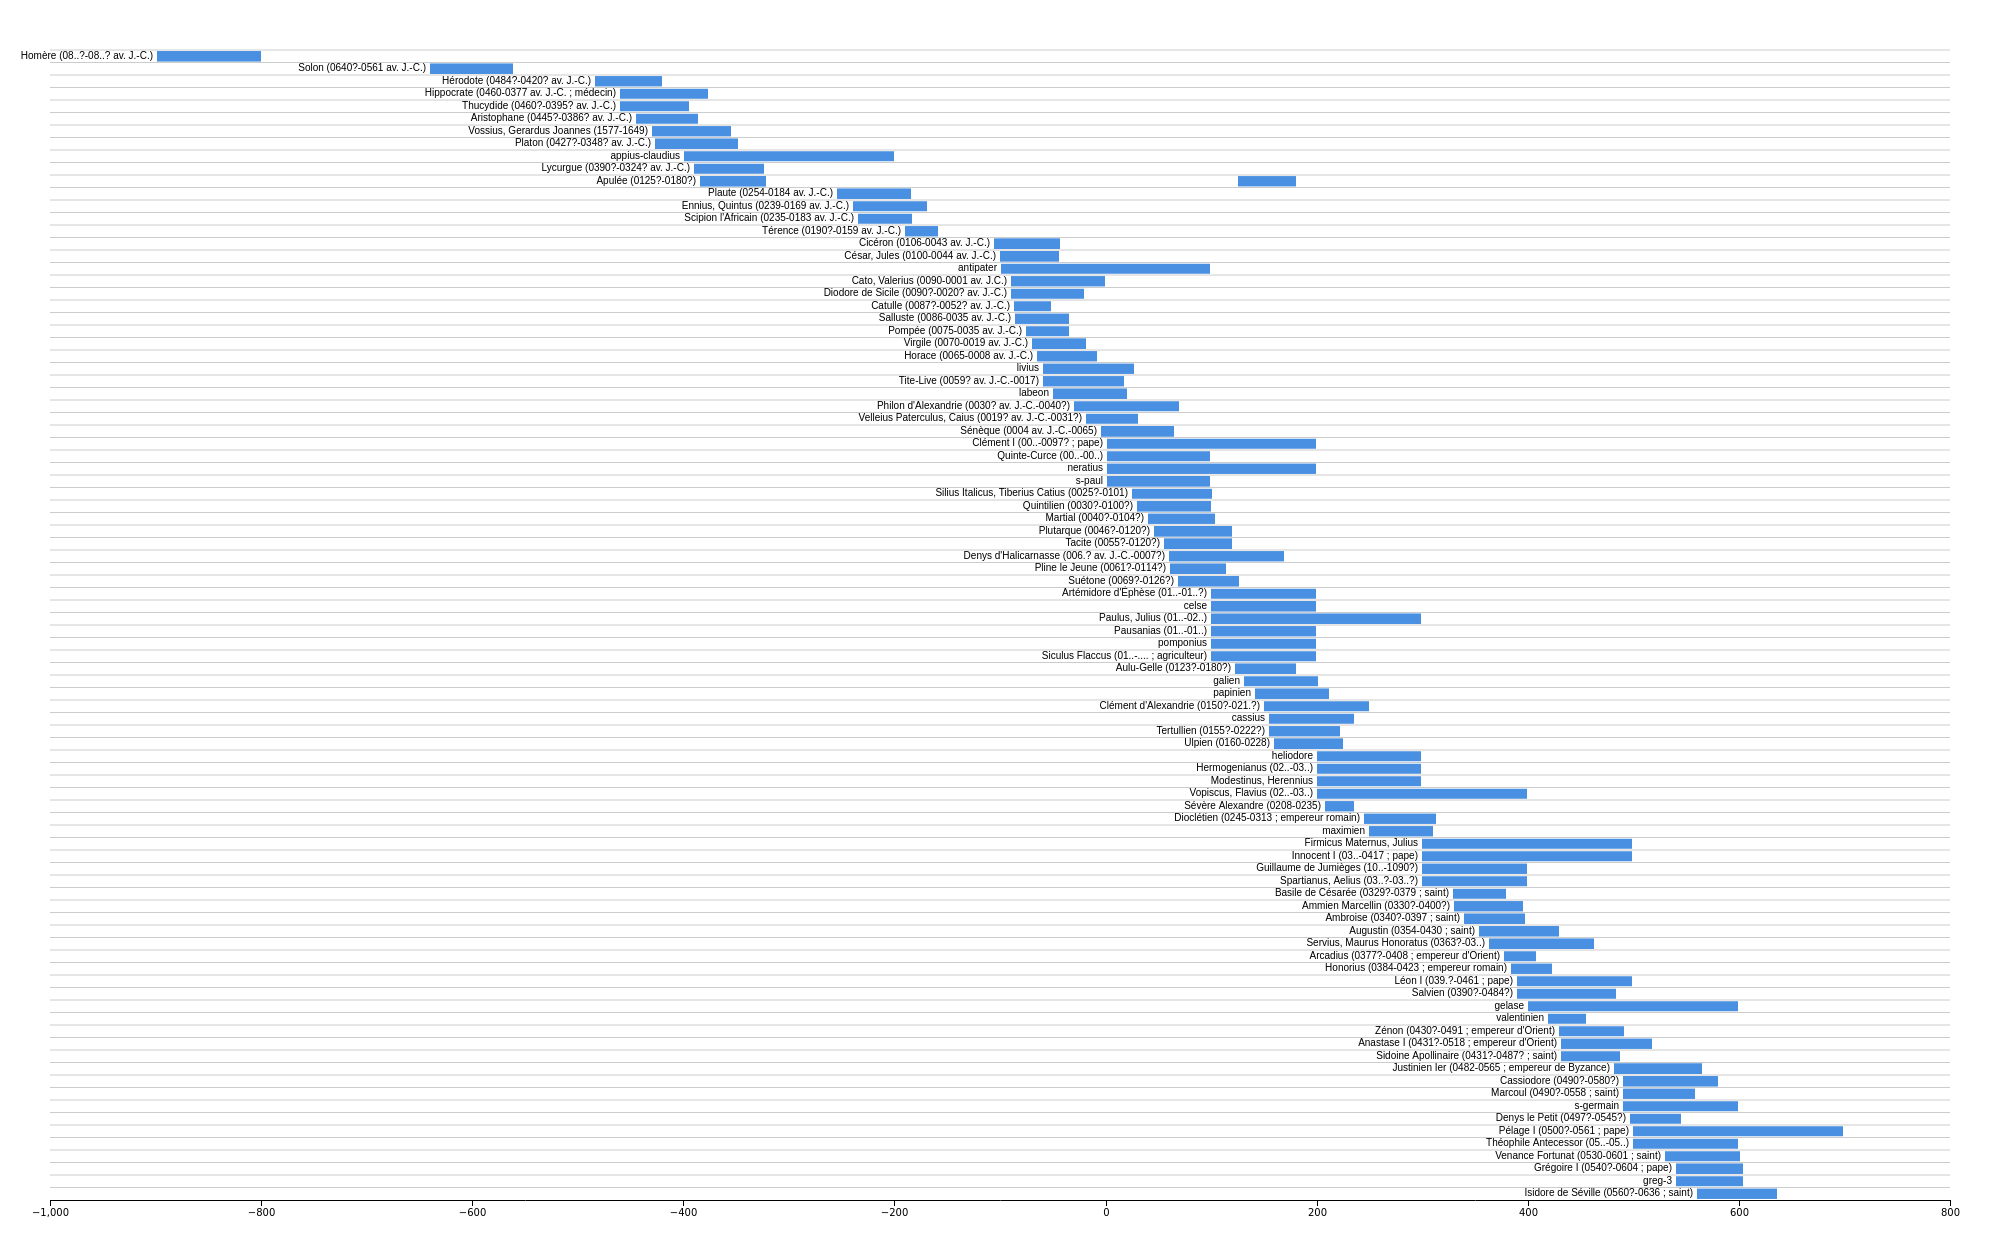 Homère (08..?-08..? av. J.-C.)
Solon (0640?-0561 av. J.-C.)
Hérodote (0484?-0420? av. J.-C.)
Hippocrate (0460-0377 av. J.-C. ; médecin)
Thucydide (0460?-0395? av. J.-C.)
Aristophane (0445?-0386? av. J.-C.)
Vossius, Gerardus Joannes (1577-1649)
Platon (0427?-0348? av. J.-C.)
appius-claudius
Lycurgue (0390?-0324? av. J.-C.)
Apulée (0125?-0180?)
Plaute (0254-0184 av. J.-C.)
Ennius, Quintus (0239-0169 av. J.-C.)
Scipion l'Africain (0235-0183 av. J.-C.)
Térence (0190?-0159 av. J.-C.)
Cicéron (0106-0043 av. J.-C.)
César, Jules (0100-0044 av. J.-C.)
antipater
Cato, Valerius (0090-0001 av. J.C.)
Diodore de Sicile (0090?-0020? av. J.-C.)
Catulle (0087?-0052? av. J.-C.)
Salluste (0086-0035 av. J.-C.)
Pompée (0075-0035 av. J.-C.)
Virgile (0070-0019 av. J.-C.)
Horace (0065-0008 av. J.-C.)
livius
Tite-Live (0059? av. J.-C.-0017)
labeon
Philon d'Alexandrie (0030? av. J.-C.-0040?)
Velleius Paterculus, Caius (0019? av. J.-C.-0031?)
Sénèque (0004 av. J.-C.-0065)
Clément I (00..-0097? ; pape)
Quinte-Curce (00..-00..)
neratius
s-paul
Silius Italicus, Tiberius Catius (0025?-0101)
Quintilien (0030?-0100?)
Martial (0040?-0104?)
Plutarque (0046?-0120?)
Tacite (0055?-0120?)
Denys d'Halicarnasse (006.? av. J.-C.-0007?)
Pline le Jeune (0061?-0114?)
Suétone (0069?-0126?)
Artémidore d'Éphèse (01..-01..?)
celse
Paulus, Julius (01..-02..)
Pausanias (01..-01..)
pomponius
Siculus Flaccus (01..-.... ; agriculteur)
Aulu-Gelle (0123?-0180?)
galien
papinien
Clément d'Alexandrie (0150?-021.?)
cassius
Tertullien (0155?-0222?)
Ulpien (0160-0228)
heliodore
Hermogenianus (02..-03..)
Modestinus, Herennius
Vopiscus, Flavius (02..-03..)
Sévère Alexandre (0208-0235)
Dioclétien (0245-0313 ; empereur romain)
maximien
Firmicus Maternus, Julius
Innocent I (03..-0417 ; pape)
Guillaume de Jumièges (10..-1090?)
Spartianus, Aelius (03..?-03..?)
Basile de Césarée (0329?-0379 ; saint)
Ammien Marcellin (0330?-0400?)
Ambroise (0340?-0397 ; saint)
Augustin (0354-0430 ; saint)
Servius, Maurus Honoratus (0363?-03..)
Arcadius (0377?-0408 ; empereur d'Orient)
Honorius (0384-0423 ; empereur romain)
Léon I (039.?-0461 ; pape)
Salvien (0390?-0484?)
gelase
valentinien
Zénon (0430?-0491 ; empereur d'Orient)
Anastase I (0431?-0518 ; empereur d'Orient)
Sidoine Apollinaire (0431?-0487? ; saint)
Justinien Ier (0482-0565 ; empereur de Byzance)
Cassiodore (0490?-0580?)
Marcoul (0490?-0558 ; saint)
s-germain
Denys le Petit (0497?-0545?)
Pélage I (0500?-0561 ; pape)
Théophile Antecessor (05..-05..)
Venance Fortunat (0530-0601 ; saint)
Grégoire I (0540?-0604 ; pape)
greg-3
Isidore de Séville (0560?-0636 ; saint)
−1,000 −800 −600 −400 −200 0 200 400 600 800